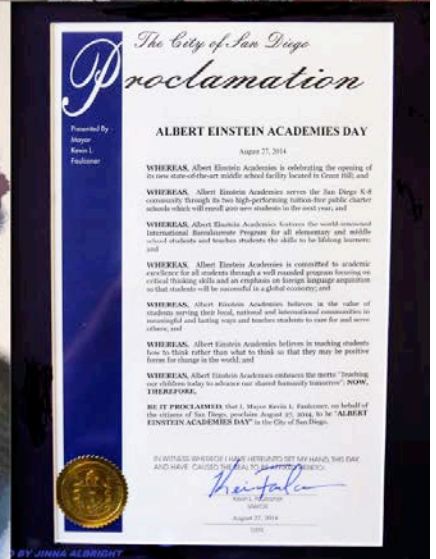 The City of San Diego
Proclamation
Presented By
Mayor
Kevin L.
Faulconer
ALBERT EINSTEIN ACADEMIES DAY
August 27, 2014
WHEREAS, Albert Einstein Academies is celebrating the opening of
its new state-of-the-art middle school facility located in Grant Hill; and
WHEREAS, Albert Einstein Academies serves the San Diego K-8
community through its two high-performing tuition-free public charter
schools which will enroll 400 new students in the next year; and
WHEREAS, Albert Einstein Academies features the world-renowned
International Baccalaureate Program for all elementary and middle
school students and teaches students the skills to be lifelong learners;
and
WHEREAS, Albert Einstein Academies is committed to academic
excellence for all students through a well rounded program focusing on
critical thinking skills and an emphasis on foreign language acquisition
so that students will be successful in a global economy; and
WHEREAS, Albert Einstein Academies believes in the value of
students serving their local, national and international communities in
meaningful and lasting ways and teaches students to care for and serve
others; and
WHEREAS, Albert Einstein Academies believes in teaching students
how to think rather than what to think so that they may be positive
forces for change in the world; and
WHEREAS, Albert Einstein Academies embraces the motto "Teaching
our children today to advance our shared humanity tomorrow"; NOW,
THEREFORE,
BE IT PROCLAIMED, that I, Mayor Kevin L. Faulconer, on behalf of
the citizens of San Diego, proclaim August 27, 2014, to be "ALBERT
EINSTEIN ACADEMIES DAY" in the City of San Diego.
IN WITNESS WHEREOF I HAVE HEREUNTO SET MY HAND, THIS DAY,
AND HAVE CAUSED THE SEAL TO BE AFFIXED HERETO:
Kevin L. Faulconer
MAYOR
August 27, 2014
DATE
BY JINNA ALBRIGHT